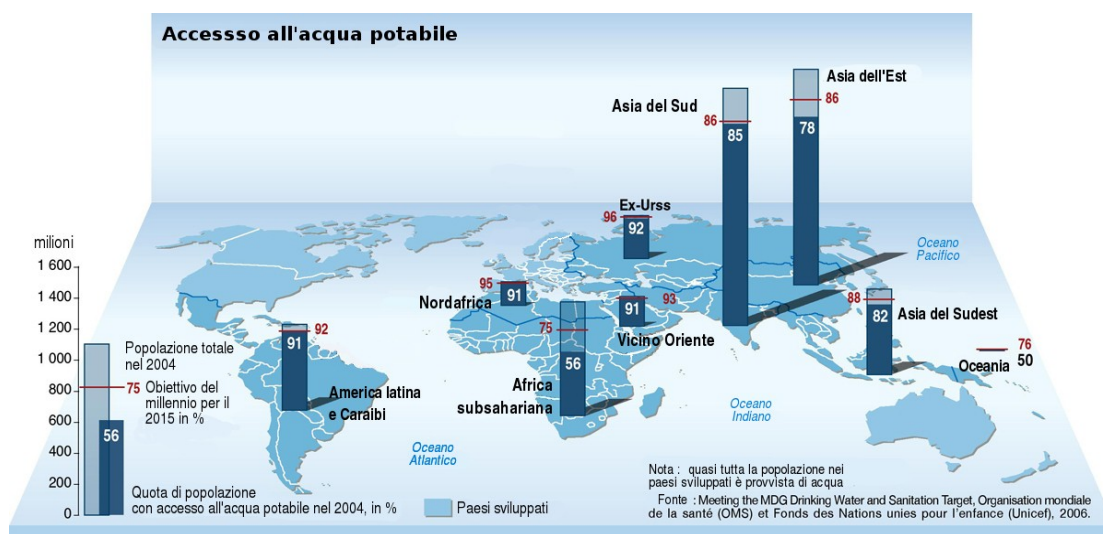 Accessso all'acqua potabile
Asia dell'Est
86
78
Asia del Sud
86
85
Ex-Urss
96
92
Oceano
Pacifico
milioni
1 600
1 400
1 200
1 000
800
600
400
200
0
Popolazione totale
nel 2004
75 Obiettivo del
millennio per il
2015 in %
56
Quota di popolazione
con accesso all'acqua potabile nel 2004, in %
92
91
America latina
e Caraibi
95
91
Nordafrica
75
56
Africa
subsahariana
93
91
Vicino Oriente
88
82
Asia del Sudest
76
50
Oceania
Oceano
Indiano
Oceano
Atlantico
Paesi sviluppati
Nota : quasi tutta la popolazione nei
paesi sviluppati è provvista di acqua
Fonte : Meeting the MDG Drinking Water and Sanitation Target, Organisation mondiale
de la santé (OMS) et Fonds des Nations unies pour l'enfance (Unicef), 2006.